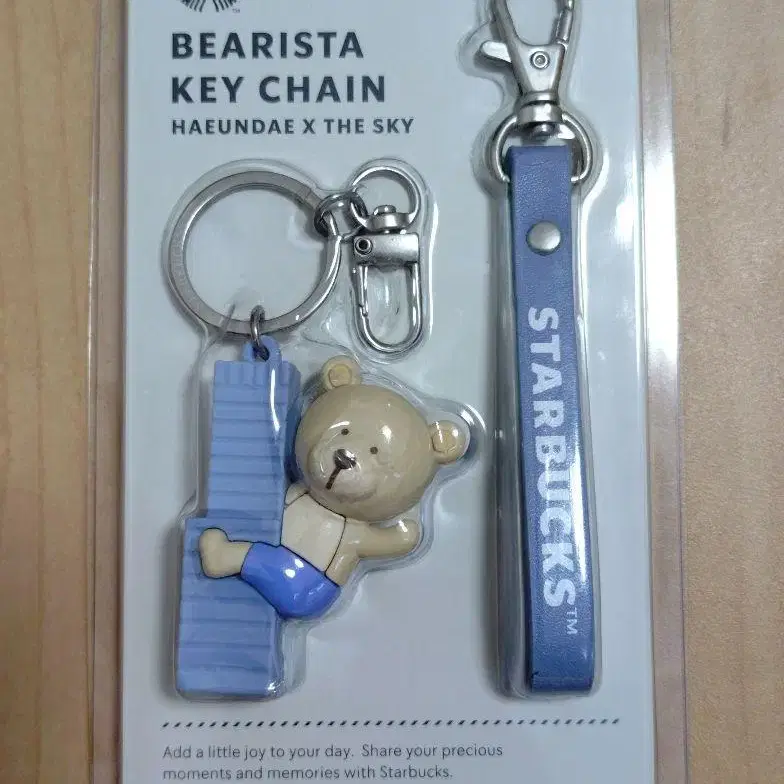 BEARISTA
KEY CHAIN
HAEUNDAE X THE SKY
STARBUCKS™
Add a little joy to your day. Share your precious
moments and memories with Starbucks.